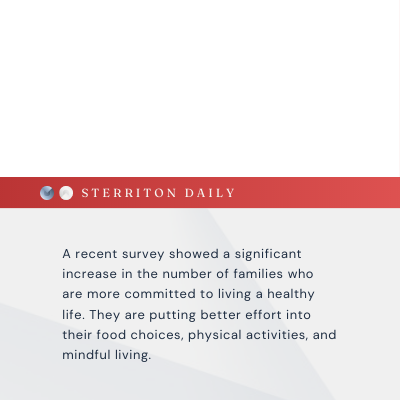 STERRITON DAILY
A recent survey showed a significant
increase in the number of families who
are more committed to living a healthy
life. They are putting better effort into
their food choices, physical activities, and
mindful living.